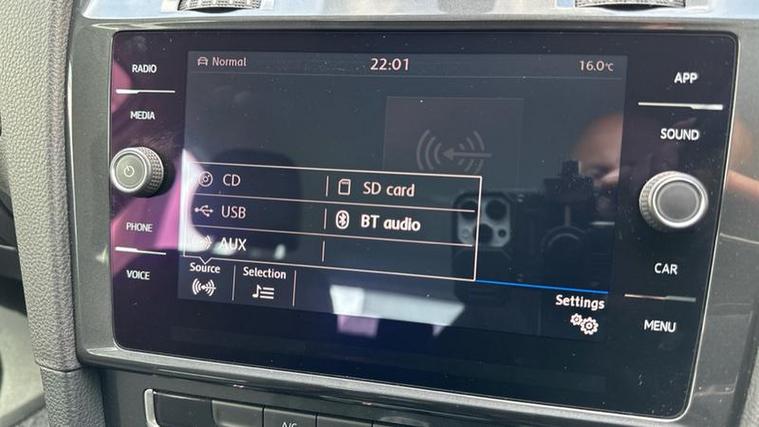 RADIO
MEDIA
PHONE
VOICE
Normal 22:01 16.0°C
CD SD card
USB BT audio
AUX
Source Selection
Settings
APP
SOUND
CAR
MENU
A/C